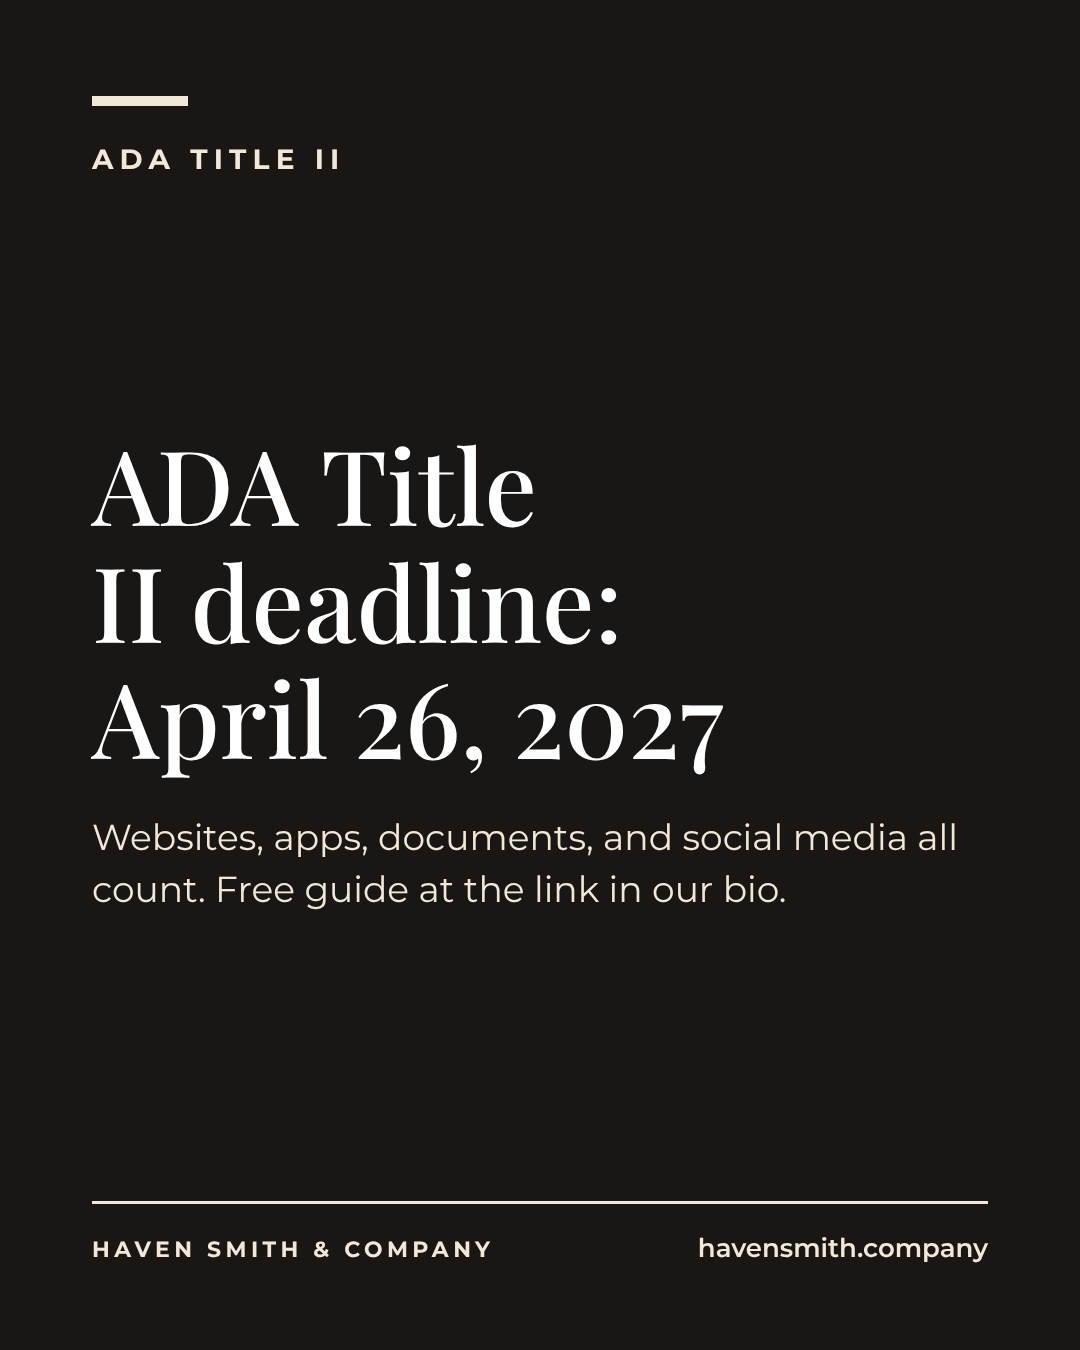 ADA TITLE II
ADA Title
II deadline:
April 26, 2027
Websites, apps, documents, and social media all
count. Free guide at the link in our bio.
HAVEN SMITH & COMPANY
havensmith.company